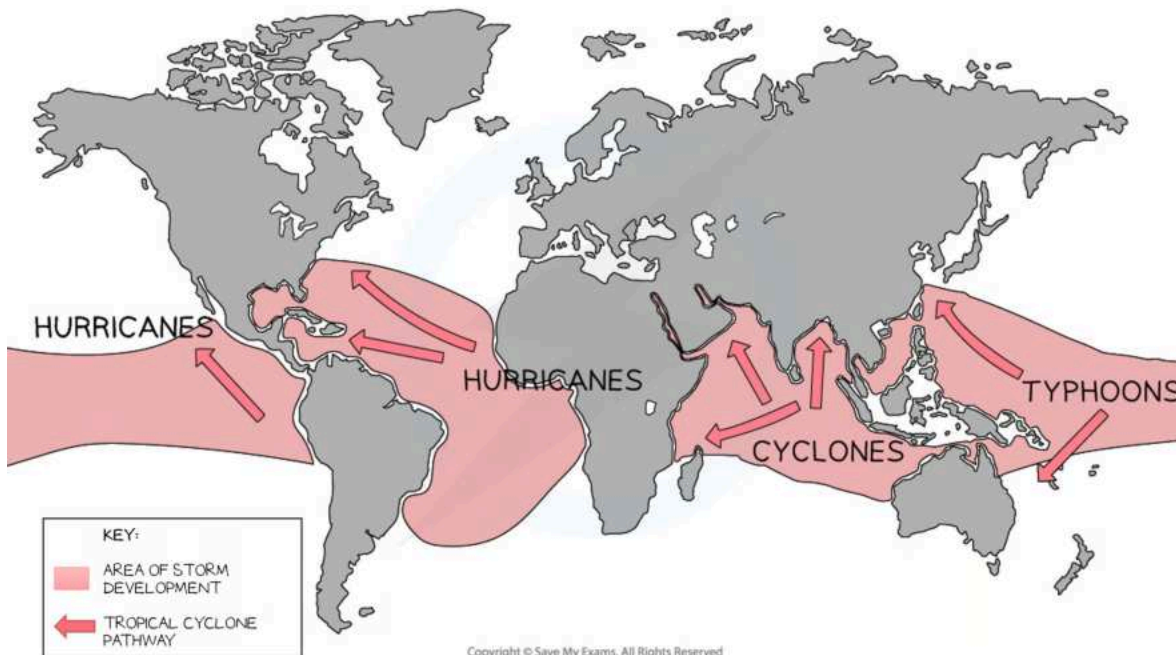 HURRICANES
HURRICANES
TYPHOONS
CYCLONES
KEY:
AREA OF STORM
DEVELOPMENT
TROPICAL CYCLONE
PATHWAY
Copyright © Save My Exams. All Rights Reserved